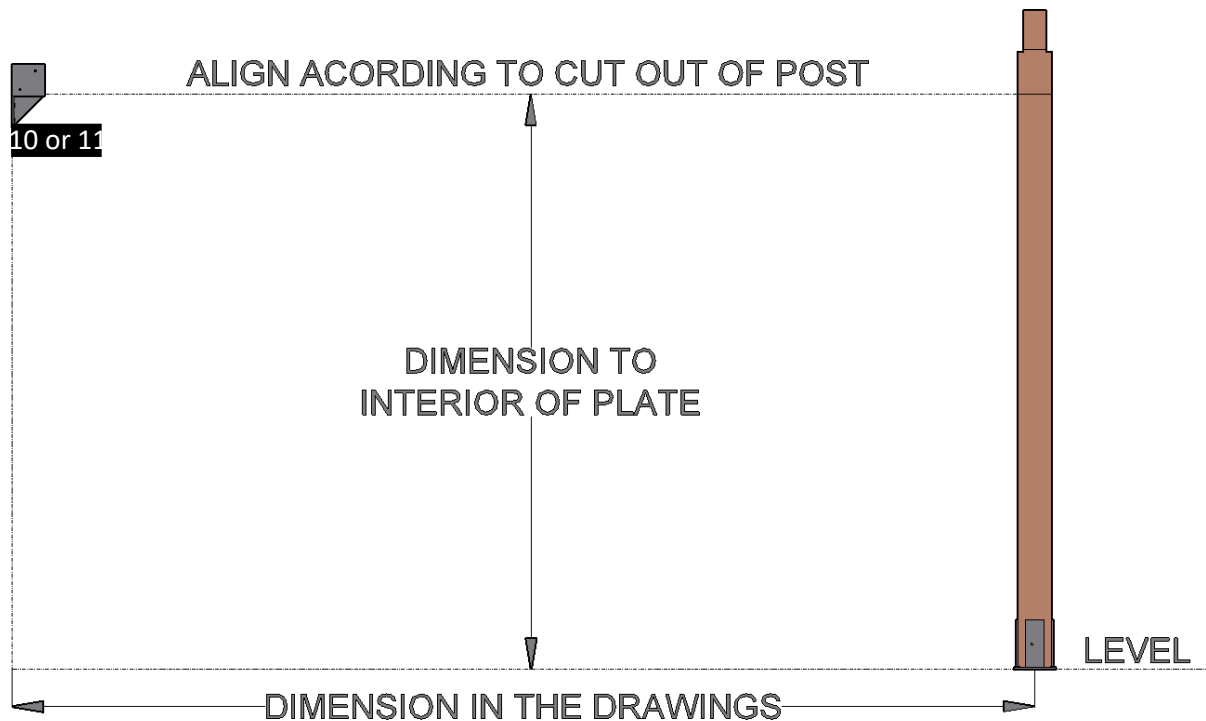 ALIGN ACORDING TO CUT OUT OF POST
10 or 11
DIMENSION TO
INTERIOR OF PLATE
LEVEL
DIMENSION IN THE DRAWINGS